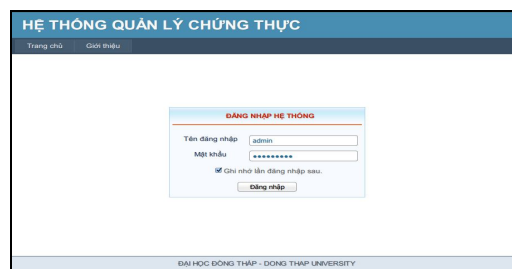 HỆ THỐNG QUẢN LÝ CHỨNG THỰC
Trang chủ Giới thiệu
ĐĂNG NHẬP HỆ THỐNG
Tên đăng nhập admin
Mật khẩu •••••••••
Ghi nhớ lần đăng nhập sau.
Đăng nhập
ĐẠI HỌC ĐỒNG THÁP - DONG THAP UNIVERSITY